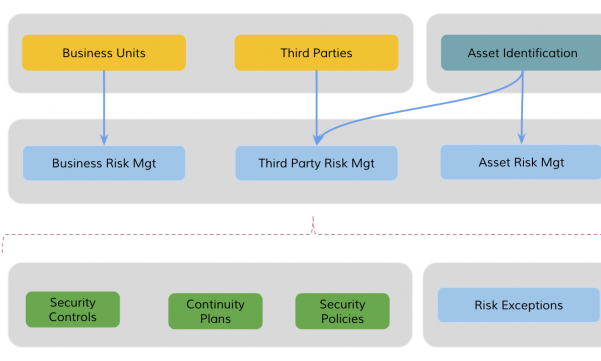 Business Units
Third Parties
Asset Identification
Business Risk Mgt
Third Party Risk Mgt
Asset Risk Mgt
Security
Controls
Continuity
Plans
Security
Policies
Risk Exceptions